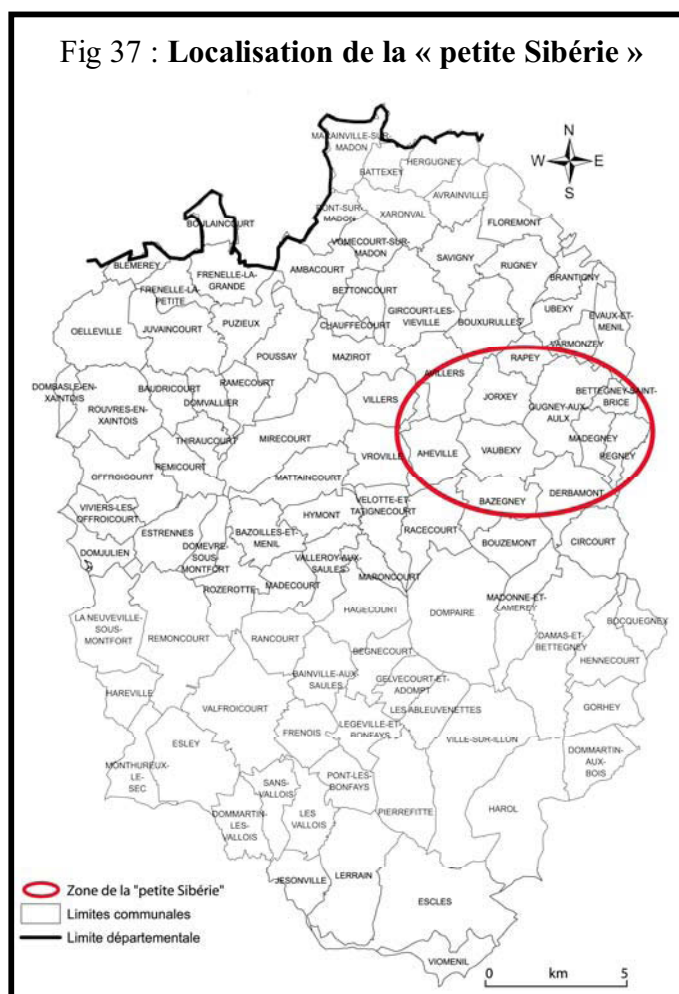 Fig 37 : Localisation de la « petite Sibérie »
MARAINVILLE-SUR-
MADON
N
W E
S
HERGUGNEY
BATTEXEY
AVRAINVILLE
PONT-SUR-
MADON
XARONVAL
BOULAINCOURT
FLOREMONT
VOMECOURT-SUR-
MADON
SAVIGNY
RUGNEY
BLEMEREY
FRENELLE-LA-
GRANDE
AMBACOURT
BRANTIGNY
FRENELLE-LA-
PETITE
BETTONCOURT
GIRCOURT-LES-
VIEVILLE
UBEXY
EVAUX-ET-
MENIL
OELLEVILLE
JUVAINCOURT
PUZIEUX
CHAUFFECOURT
BOUXURULLES
VARMONZEY
POUSSAY
MAZIROT
RAPEY
AVILLERS
DOMBASLE-EN-
XAINTOIS
BAUDRICOURT
RAMECOURT
VILLERS
JORXEY
BETTEGNEY-SAINT-
BRICE
DOMVALLIER
GUGNEY-AUX-
AULX
ROUVRES-EN-
XAINTOIS
THIRAUCOURT
MIRECOURT
MADEGNEY
REMICOURT
VROVILLE
AHEVILLE
VAUBEXY
PEGNEY
OFFROICOURT
MATTAINCOURT
DERBAMONT
VIVIERS-LES-
OFFROICOURT
VELOTTE-ET-
TATIGNECOURT
BAZEGNEY
HYMONT
ESTRENNES
BAZOILLES-ET-
MENIL
RACECOURT
BOUZEMONT
CIRCOURT
DOMJULIEN
DOMEVRE-
SOUS-
MONTFORT
VALLEROY-AUX-
SAULES
MARONCOURT
ROZEROTTE
MADECOURT
MADONNE-ET-
LAMEREY
HAGECOURT
DOMPAIRE
BOCQUEGNEY
LA NEUVEVILLE-
SOUS-
MONTFORT
REMONCOURT
RANCOURT
DAMAS-ET-
BETTEGNEY
BEGNECOURT
HENNECOURT
BAINVILLE-AUX-
SAULES
GELVECOURT-ET-
ADOMPT
HAREVILLE
VALFROICOURT
LES ABLEUVENETTES
GORHEY
LEGEVILLE-ET-
BONFAYS
FRENOIS
VILLE-SUR-ILLON
ESLEY
MONTHUREUX-
LE-
SEC
DOMMARTIN-
AUX-
BOIS
PONT-LES-
BONFAYS
SANS-
VALLOIS
PIERREFITTE
HAROL
DOMMARTIN-
LES-
VALLOIS
LES
VALLOIS
JESONVILLE
LERRAIN
ESCLES
Zone de la "petite Sibérie"
Limites communales
Limite départementale
VIOMENIL
0 km 5